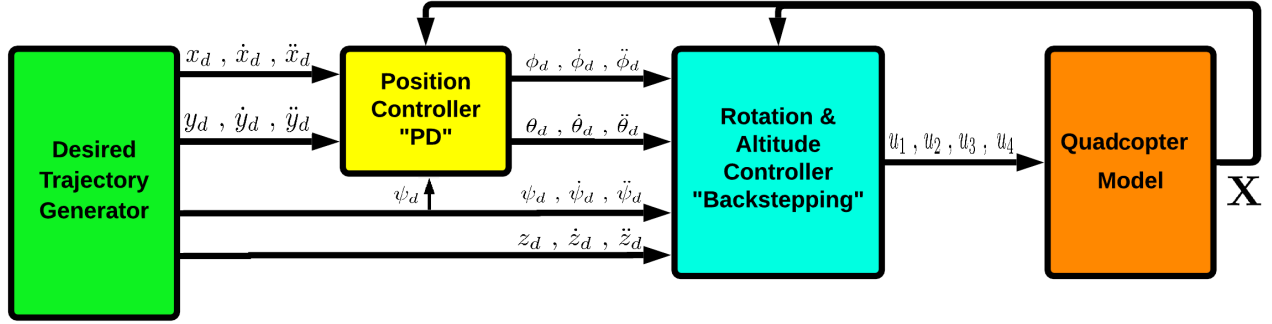 Desired
Trajectory
Generator
x_d , ẋ_d , ẍ_d
y_d , ẏ_d , ÿ_d
Position
Controller
"PD"
ψ_d
ϕ_d , ϕ̇_d , ϕ̈_d
θ_d , θ̇_d , θ̈_d
ψ_d , ψ̇_d , ψ̈_d
z_d , ż_d , z̈_d
Rotation &
Altitude
Controller
"Backstepping"
u_1 , u_2 , u_3 , u_4
Quadcopter
Model
X